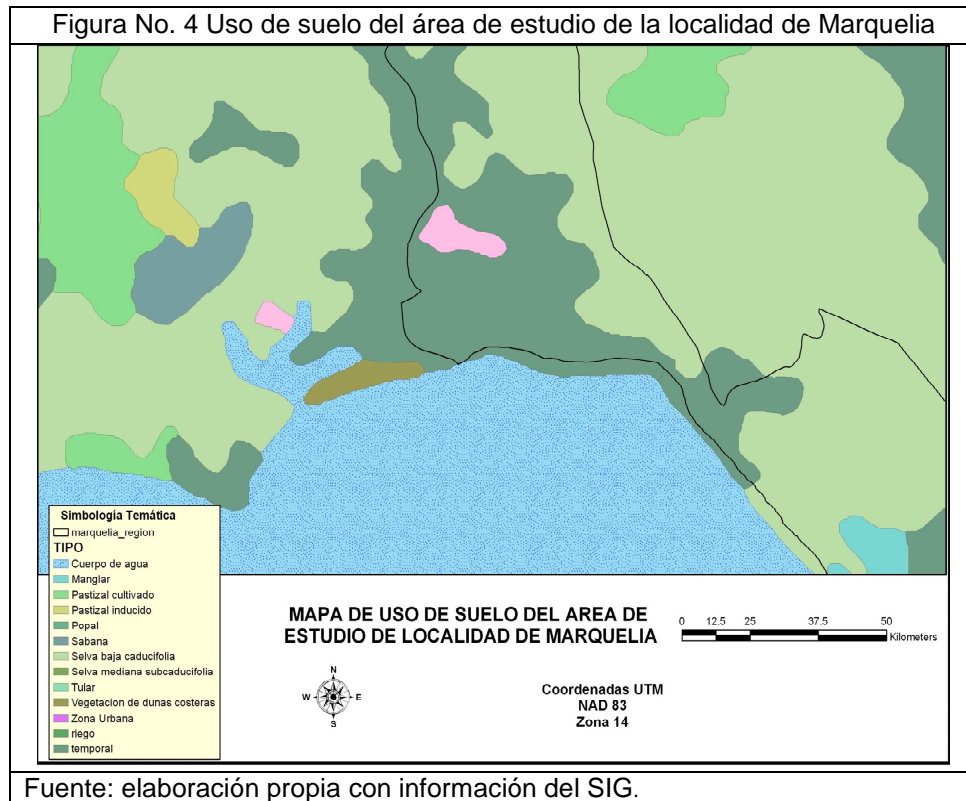 Figura No. 4 Uso de suelo del área de estudio de la localidad de Marquelia
Simbología Temática
marquelia_region
TIPO
Cuerpo de agua
Manglar
Pastizal cultivado
Pastizal inducido
Popal
Sabana
Selva baja caducifolia
Selva mediana subcaducifolia
Tular
Vegetacion de dunas costeras
Zona Urbana
riego
temporal
MAPA DE USO DE SUELO DEL AREA DE
ESTUDIO DE LOCALIDAD DE MARQUELIA
0 12.5 25 37.5 50
Kilometers
N
W E
S
Coordenadas UTM
NAD 83
Zona 14
Fuente: elaboración propia con información del SIG.